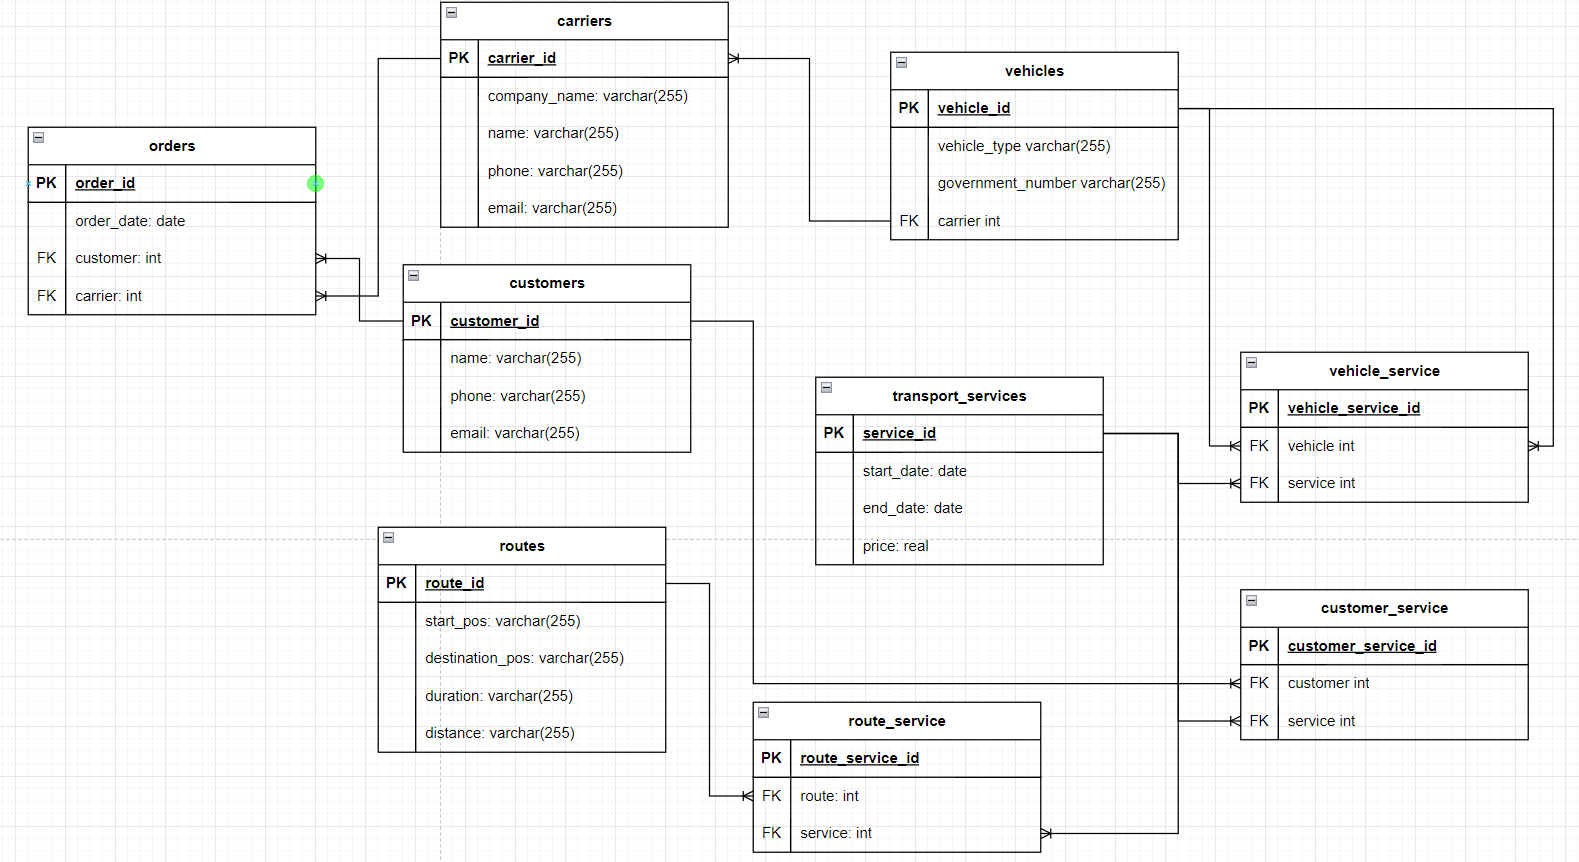 carriers
PK carrier_id
company_name: varchar(255)
name: varchar(255)
phone: varchar(255)
email: varchar(255)
vehicles
PK vehicle_id
vehicle_type varchar(255)
government_number varchar(255)
FK carrier int
orders
PK order_id
order_date: date
FK customer: int
FK carrier: int
customers
PK customer_id
name: varchar(255)
phone: varchar(255)
email: varchar(255)
transport_services
PK service_id
start_date: date
end_date: date
price: real
vehicle_service
PK vehicle_service_id
FK vehicle int
FK service int
routes
PK route_id
start_pos: varchar(255)
destination_pos: varchar(255)
duration: varchar(255)
distance: varchar(255)
customer_service
PK customer_service_id
FK customer int
FK service int
route_service
PK route_service_id
FK route: int
FK service: int